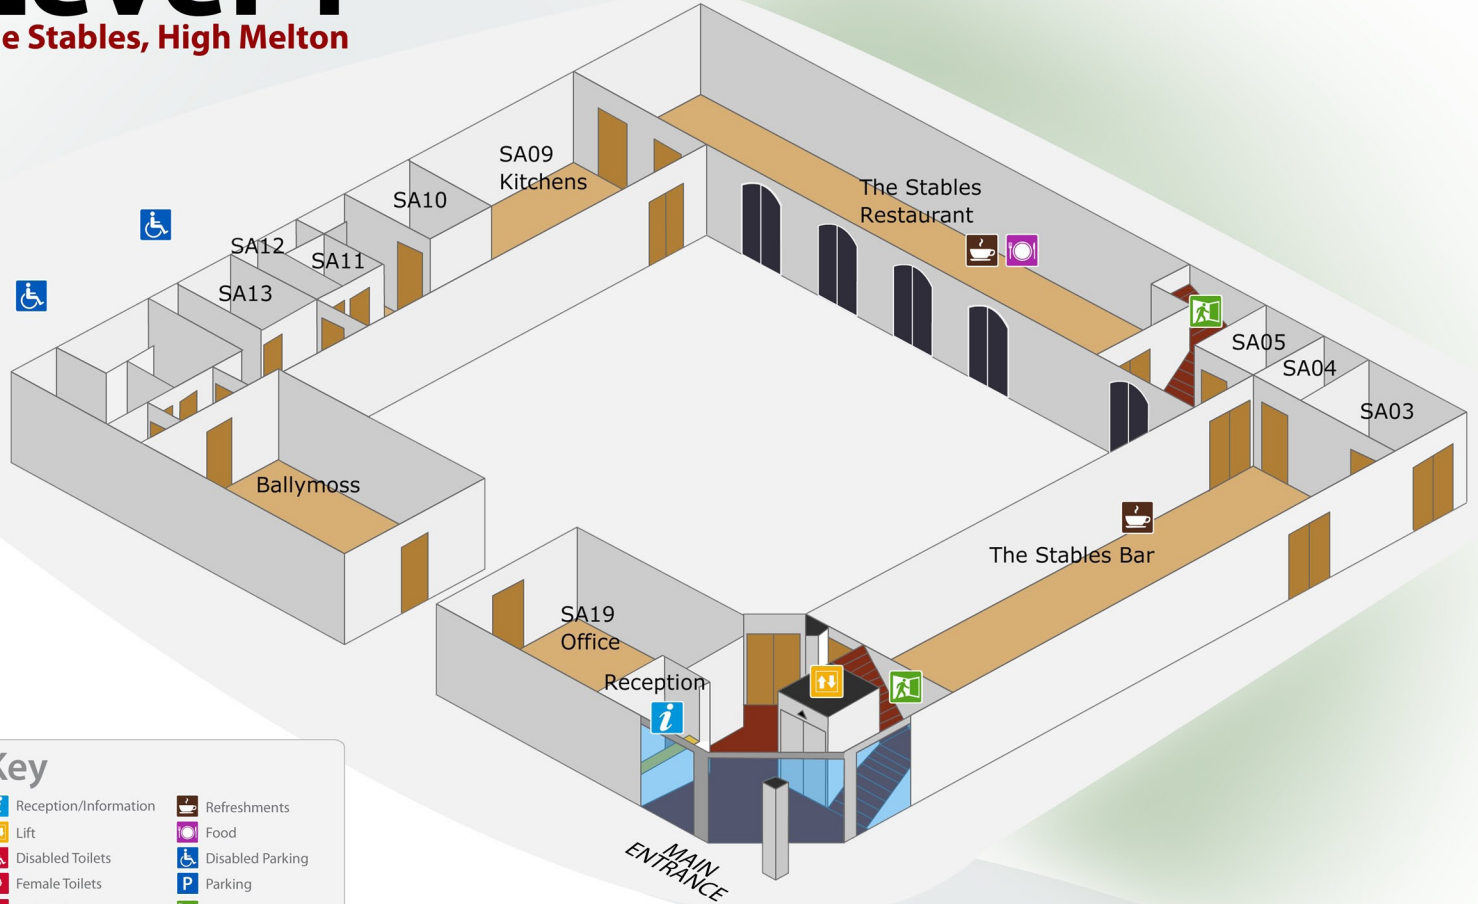 e Stables, High Melton
SA09
Kitchens
SA10
The Stables
Restaurant
SA12
SA11
SA13
SA05
SA04
SA03
Ballymoss
The Stables Bar
SA19
Office
Reception
MAIN
ENTRANCE
Key
Reception/Information
Refreshments
Lift
Food
Disabled Toilets
Disabled Parking
Female Toilets
P Parking